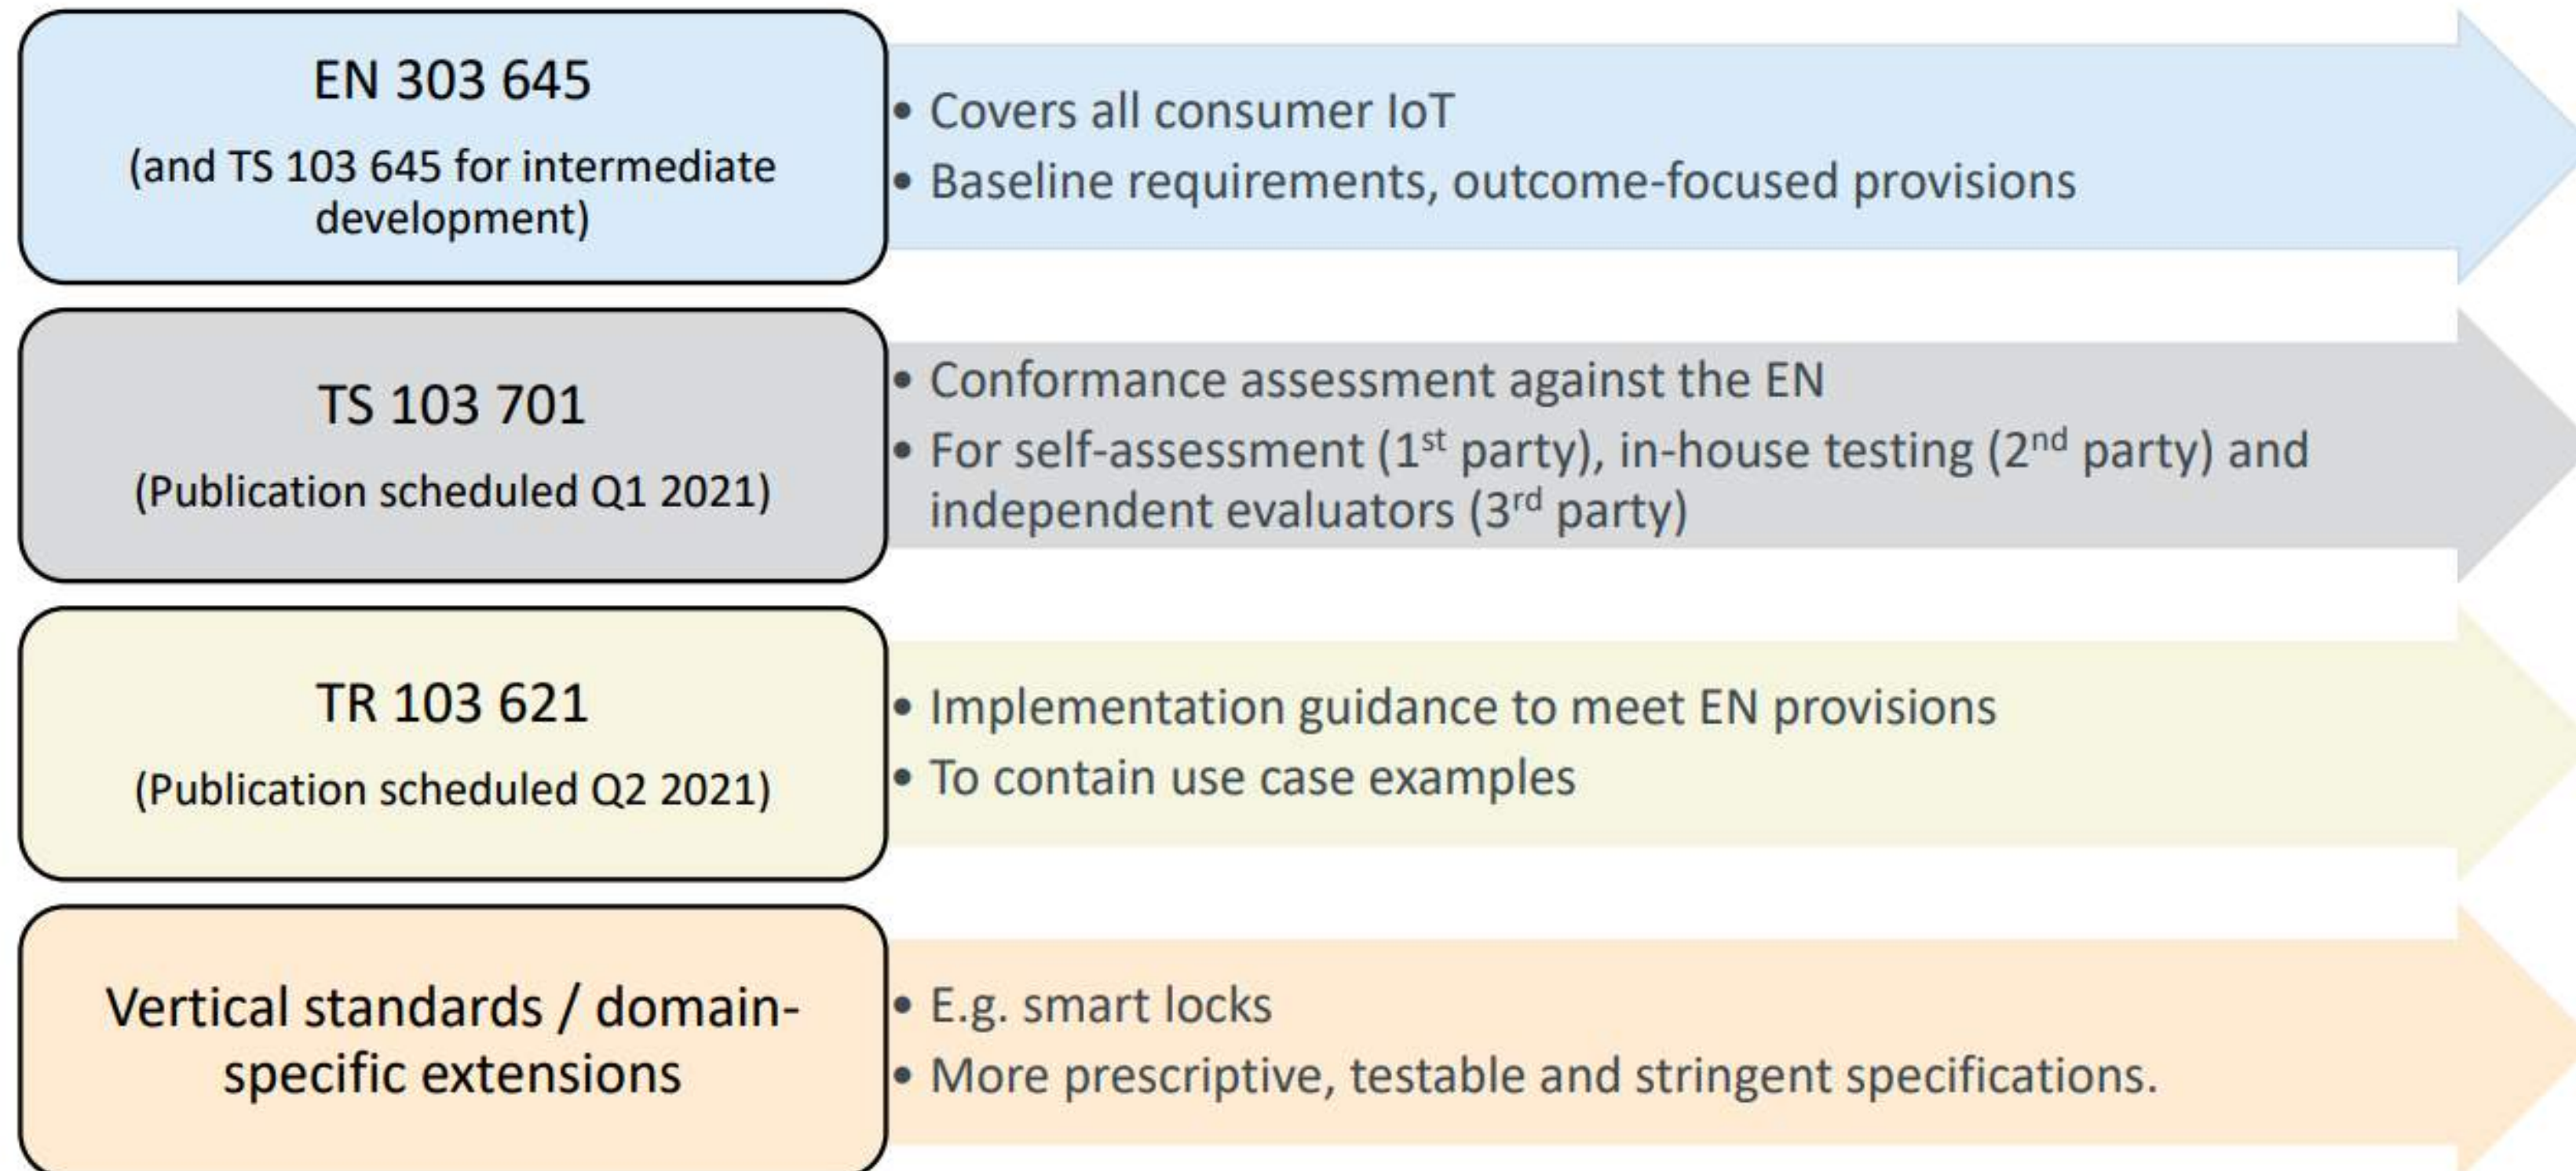 EN 303 645
(and TS 103 645 for intermediate
development)
• Covers all consumer IoT
• Baseline requirements, outcome-focused provisions
TS 103 701
(Publication scheduled Q1 2021)
• Conformance assessment against the EN
• For self-assessment (1st party), in-house testing (2nd party) and
independent evaluators (3rd party)
TR 103 621
(Publication scheduled Q2 2021)
• Implementation guidance to meet EN provisions
• To contain use case examples
Vertical standards / domain-
specific extensions
• E.g. smart locks
• More prescriptive, testable and stringent specifications.